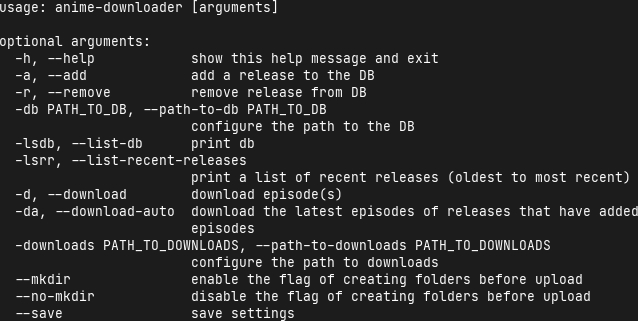 usage: anime-downloader [arguments]
optional arguments:
-h, --help show this help message and exit
-a, --add add a release to the DB
-r, --remove remove release from DB
-db PATH_TO_DB, --path-to-db PATH_TO_DB
configure the path to the DB
-lsdb, --list-db print db
-lsrr, --list-recent-releases
print a list of recent releases (oldest to most recent)
-d, --download download episode(s)
-da, --download-auto download the latest episodes of releases that have added
episodes
-downloads PATH_TO_DOWNLOADS, --path-to-downloads PATH_TO_DOWNLOADS
configure the path to downloads
--mkdir enable the flag of creating folders before upload
--no-mkdir disable the flag of creating folders before upload
--save save settings